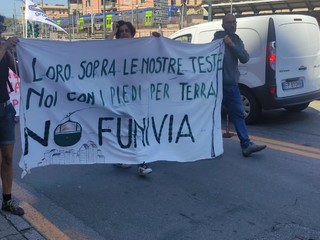 LORO SOPRA LE NOSTRE TESTE
NOI CON I PIEDI PER TERRA
NO FUNIVIA